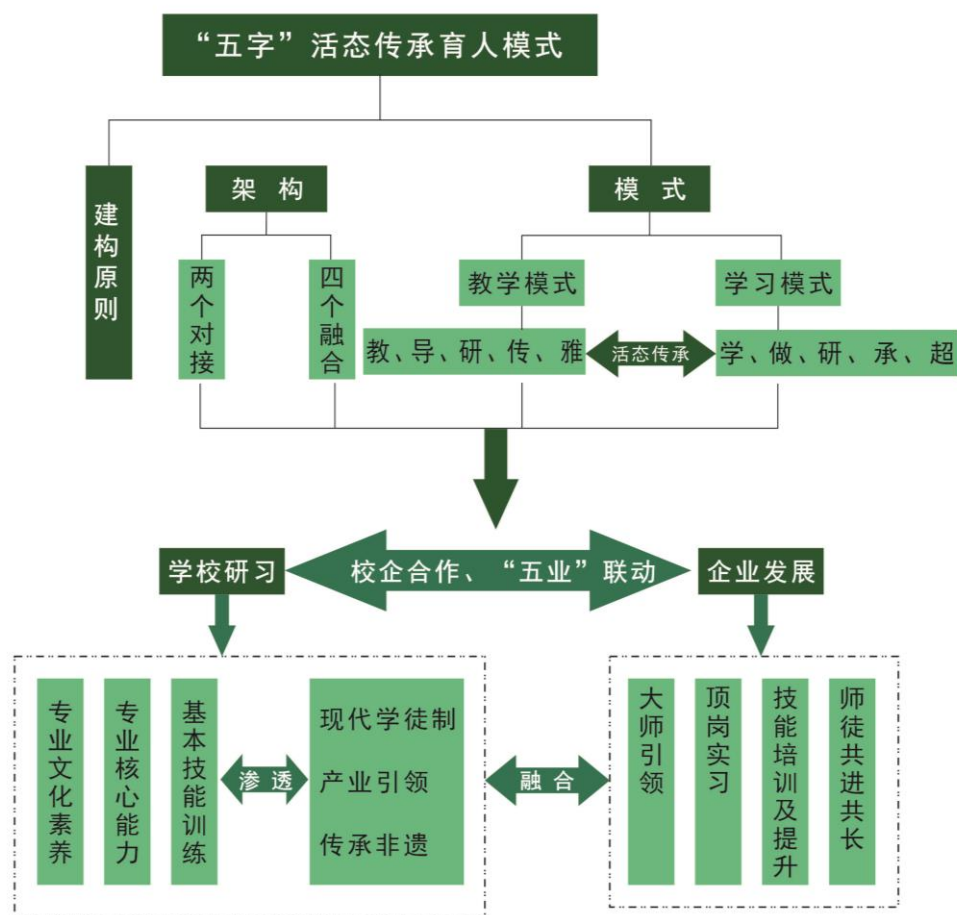 “五字”活态传承育人模式
建构原则
架 构
模 式
两个对接
四个融合
教学模式
学习模式
教、导、研、传、雅
活态传承
学、做、研、承、超
学校研习
校企合作、“五业”联动
企业发展
专业文化素养
专业核心能力
基本技能训练
渗 透
现代学徒制
产业引领
传承非遗
融 合
大师引领
顶岗实习
技能培训及提升
师徒共进共长